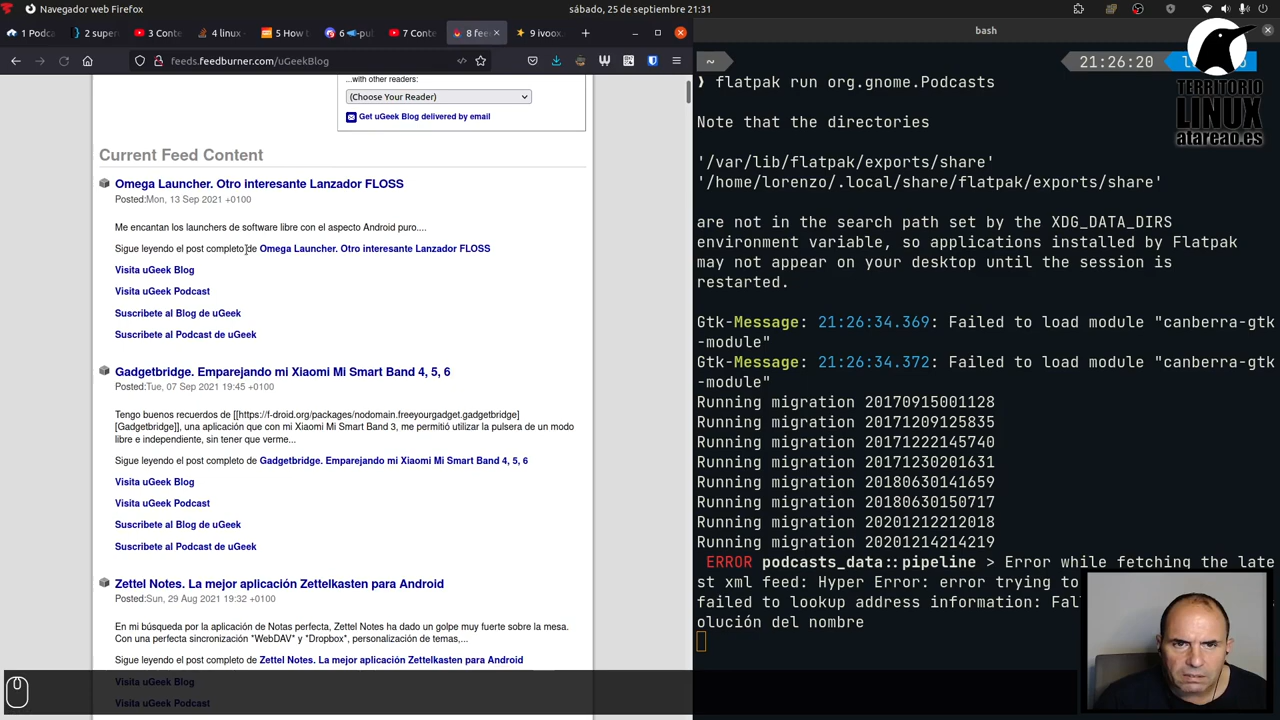 Navegador web Firefox
sábado, 25 de septiembre 21:31
1 Podca
2 super
3 Conte
4 linux
5 How t
6
-pul
7 Conte
8 fee
9 ivoox.
feeds.feedburner.com/uGeekBlog
...with other readers:
(Choose Your Reader)
Get uGeek Blog delivered by email
Current Feed Content
Omega Launcher. Otro interesante Lanzador FLOSS
Posted:Mon, 13 Sep 2021 +0100
Me encantan los launchers de software libre con el aspecto Android puro....
Sigue leyendo el post completo de Omega Launcher. Otro interesante Lanzador FLOSS
Visita uGeek Blog
Visita uGeek Podcast
Suscribete al Blog de uGeek
Suscribete al Podcast de uGeek
Gadgetbridge. Emparejando mi Xiaomi Mi Smart Band 4, 5, 6
Posted:Tue, 07 Sep 2021 19:45 +0100
Tengo buenos recuerdos de [[https://f-droid.org/packages/nodomain.freeyourgadget.gadgetbridge]
[Gadgetbridge]], una aplicación que con mi Xiaomi Mi Smart Band 3, me permitió utilizar la pulsera de un modo
libre e independiente, sin tener que verme...
Sigue leyendo el post completo de Gadgetbridge. Emparejando mi Xiaomi Mi Smart Band 4, 5, 6
Visita uGeek Blog
Visita uGeek Podcast
Suscribete al Blog de uGeek
Suscribete al Podcast de uGeek
Zettel Notes. La mejor aplicación Zettelkasten para Android
Posted:Sun, 29 Aug 2021 19:32 +0100
En mi búsqueda por la aplicación de Notas perfecta, Zettel Notes ha dado un golpe muy fuerte sobre la mesa.
Con una perfecta sincronización *WebDAV* y *Dropbox*, personalización de temas,...
Sigue leyendo el post completo de Zettel Notes. La mejor aplicación Zettelkasten para Android
Visita uGeek Blog
Visita uGeek Podcast
bash
~
21:26:20
❯ flatpak run org.gnome.Podcasts
Note that the directories
'/var/lib/flatpak/exports/share'
'/home/lorenzo/.local/share/flatpak/exports/share'
are not in the search path set by the XDG_DATA_DIRS
environment variable, so applications installed by Flatpak
may not appear on your desktop until the session is
restarted.
Gtk-Message: 21:26:34.369: Failed to load module "canberra-gtk
-module"
Gtk-Message: 21:26:34.372: Failed to load module "canberra-gtk
-module"
Running migration 20170915001128
Running migration 20171209125835
Running migration 20171222145740
Running migration 20171230201631
Running migration 20180630141659
Running migration 20180630150717
Running migration 20201212212018
Running migration 20201214214219
ERROR podcasts_data::pipeline > Error while fetching the late
st xml feed: Hyper Error: error trying to
failed to lookup address information: Fal
olución del nombre
TERRITORIO
LINUX
atareao.es